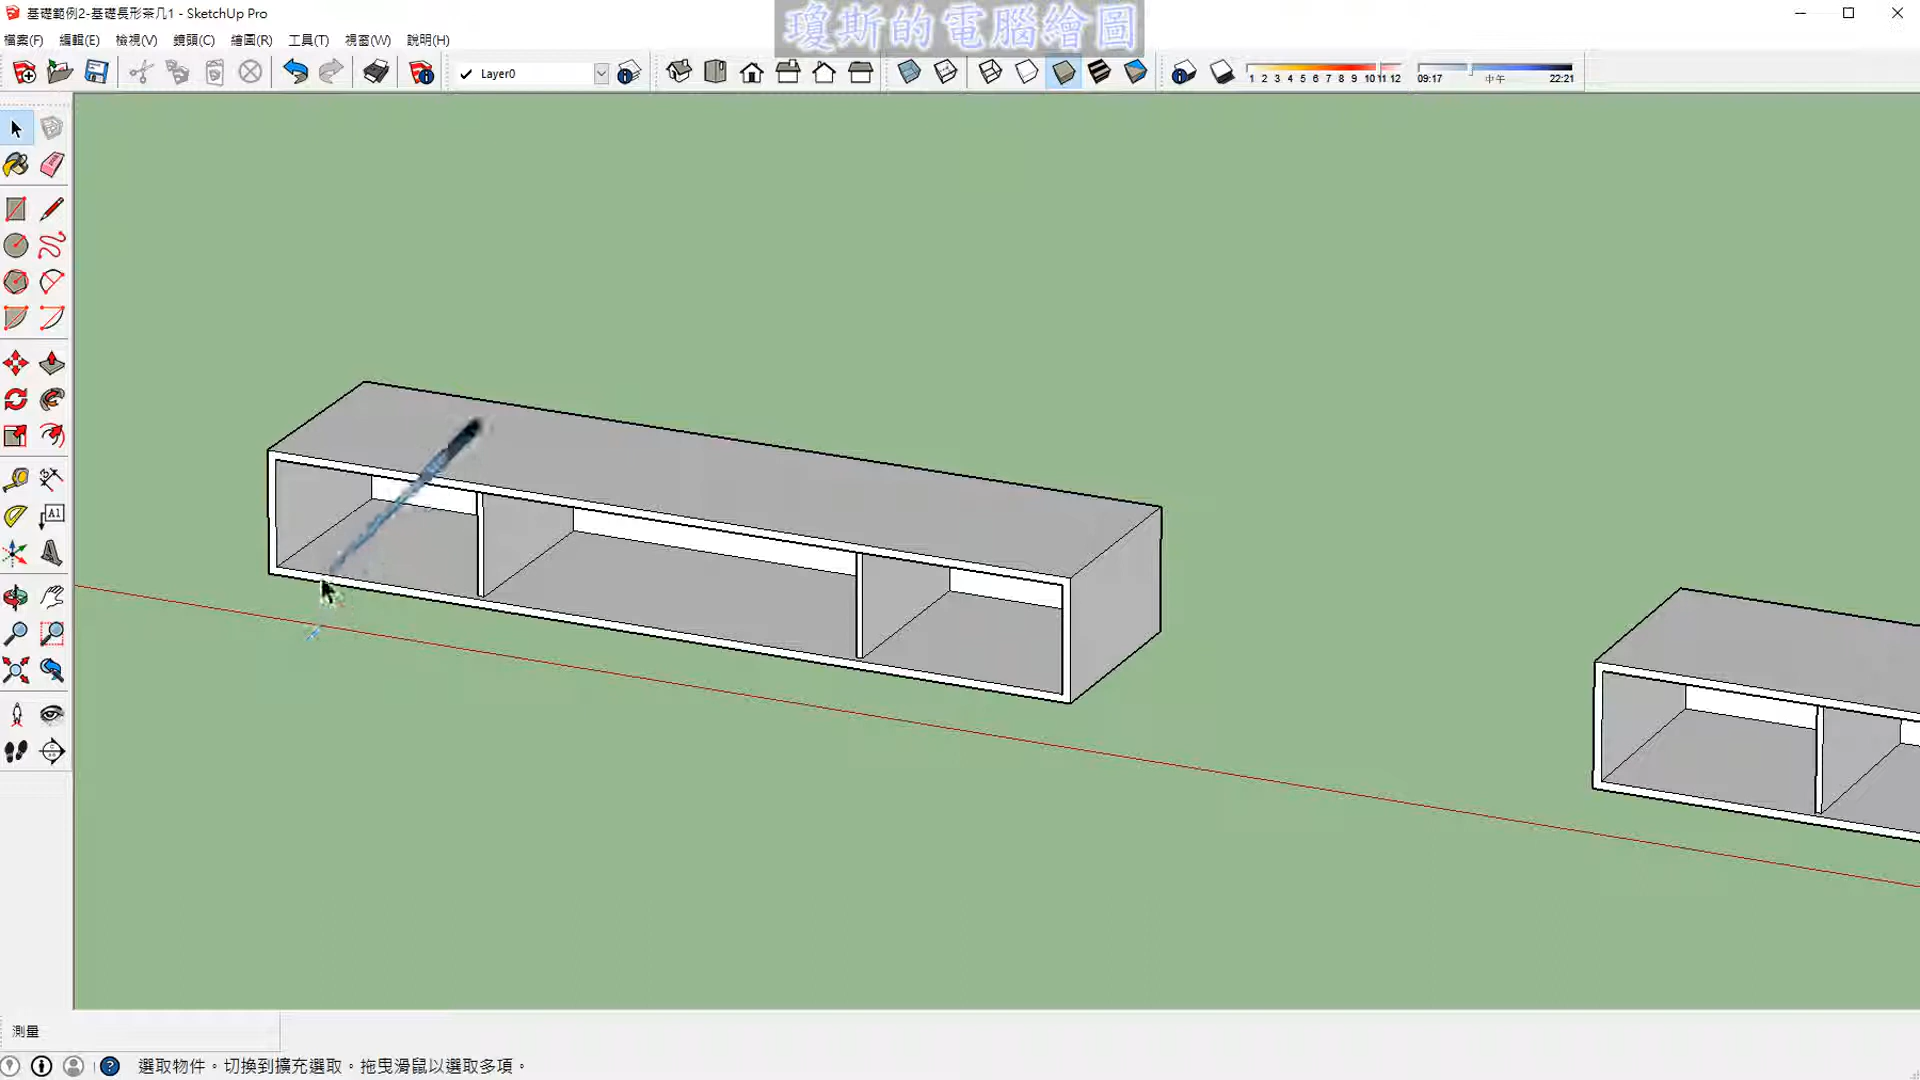 基礎範例2-基礎長形茶几1 - SketchUp Pro
瓊斯的電腦繪圖
檔案(F) 編輯(E) 檢視(V) 鏡頭(C) 繪圖(R) 工具(T) 視窗(W) 說明(H)
Layer0
1 2 3 4 5 6 7 8 9 10 11 12
09:17 中午 22:21
A1
測量
選取物件。切換到擴充選取。拖曳滑鼠以選取多項。